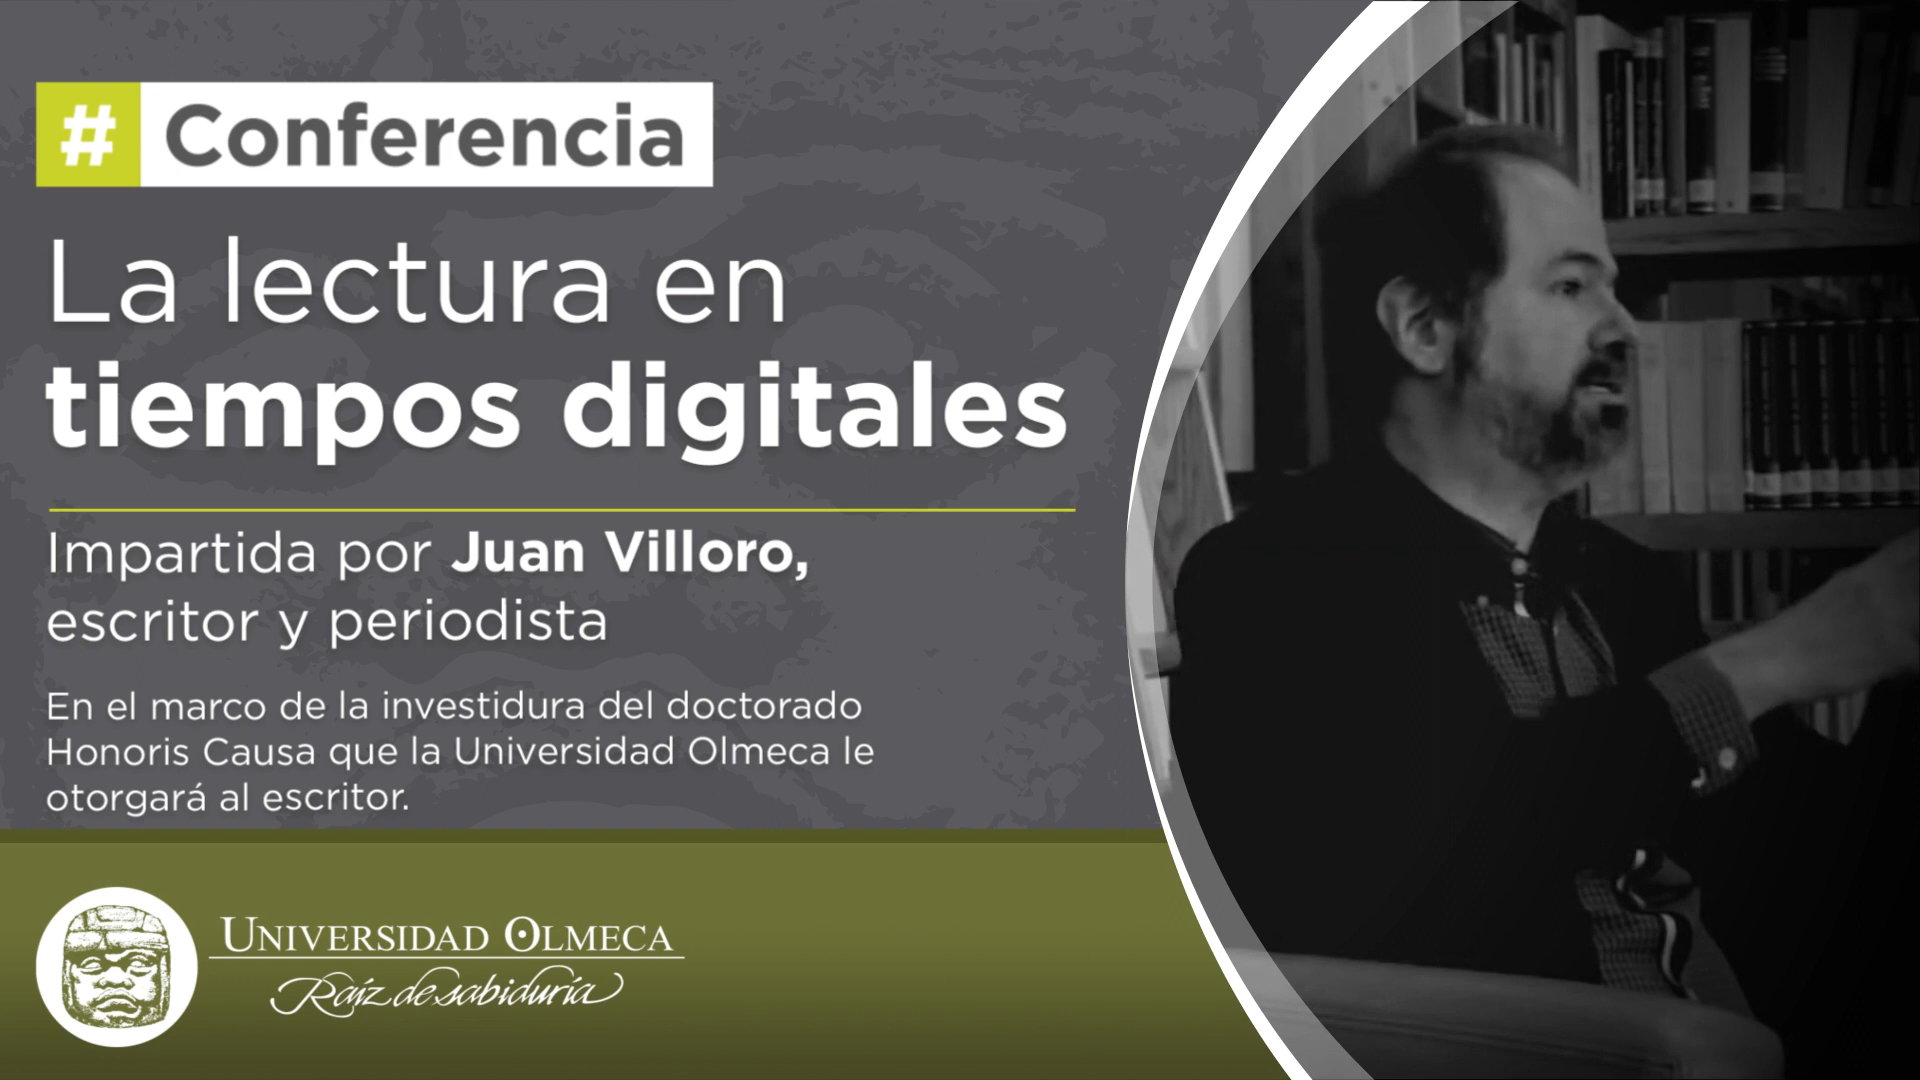 # Conferencia
La lectura en
tiempos digitales
Impartida por Juan Villoro,
escritor y periodista
En el marco de la investidura del doctorado
Honoris Causa que la Universidad Olmeca le
otorgará al escritor.
UNIVERSIDAD OLMECA
Raíz de sabiduría